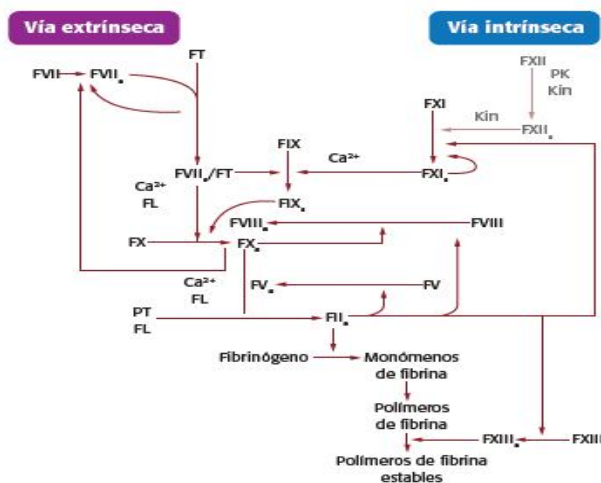 Vía extrínseca
Vía intrínseca
FT
FXII
PK
Kin
FVII
FVIIₐ
FXI
Kin
FXIIₐ
FIX
Ca²⁺
FVIIₐ/FT
FXIₐ
Ca²⁺
FL
FIXₐ
FVIIIₐ
FVIII
FX
FXₐ
Ca²⁺
FL
FVₐ
FV
PT
FL
FIIₐ
Fibrinógeno
Monómenos
de fibrina
Polímeros
de fibrina
FXIIIₐ
FXIII
Polímeros de fibrina
estables